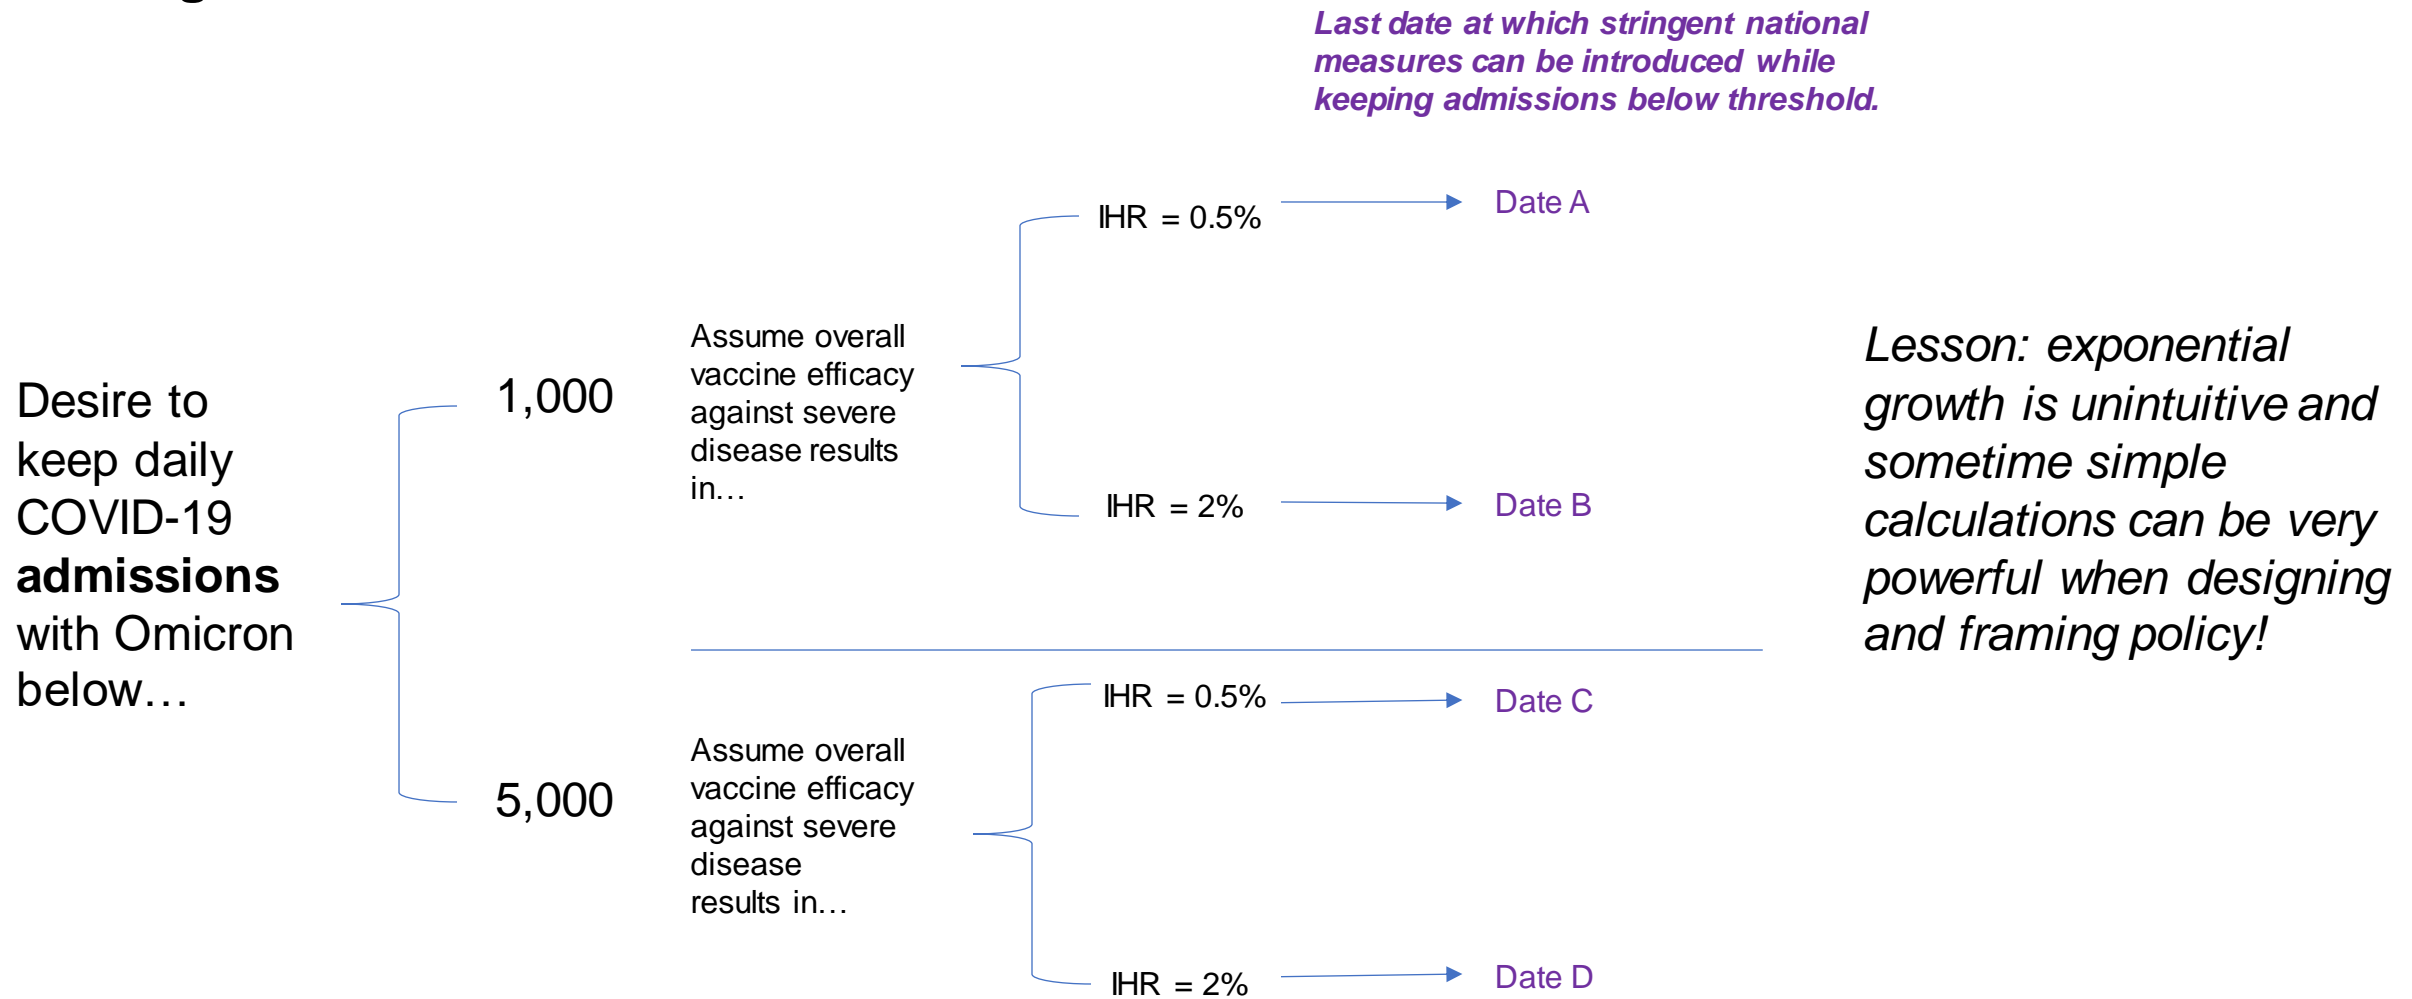 Last date at which stringent national
measures can be introduced while
keeping admissions below threshold.
Desire to
keep daily
COVID-19
admissions
with Omicron
below…
1,000
Assume overall
vaccine efficacy
against severe
disease results
in…
IHR = 0.5%
Date A
IHR = 2%
Date B
5,000
Assume overall
vaccine efficacy
against severe
disease
results in…
IHR = 0.5%
Date C
IHR = 2%
Date D
Lesson: exponential
growth is unintuitive and
sometime simple
calculations can be very
powerful when designing
and framing policy!